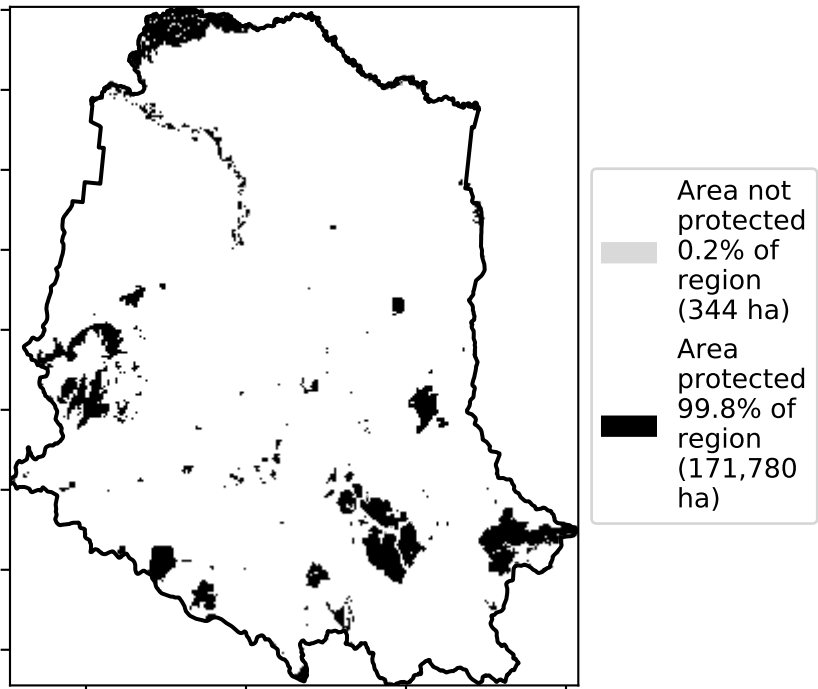 Area not
protected
0.2% of
region
(344 ha)
Area
protected
99.8% of
region
(171,780
ha)